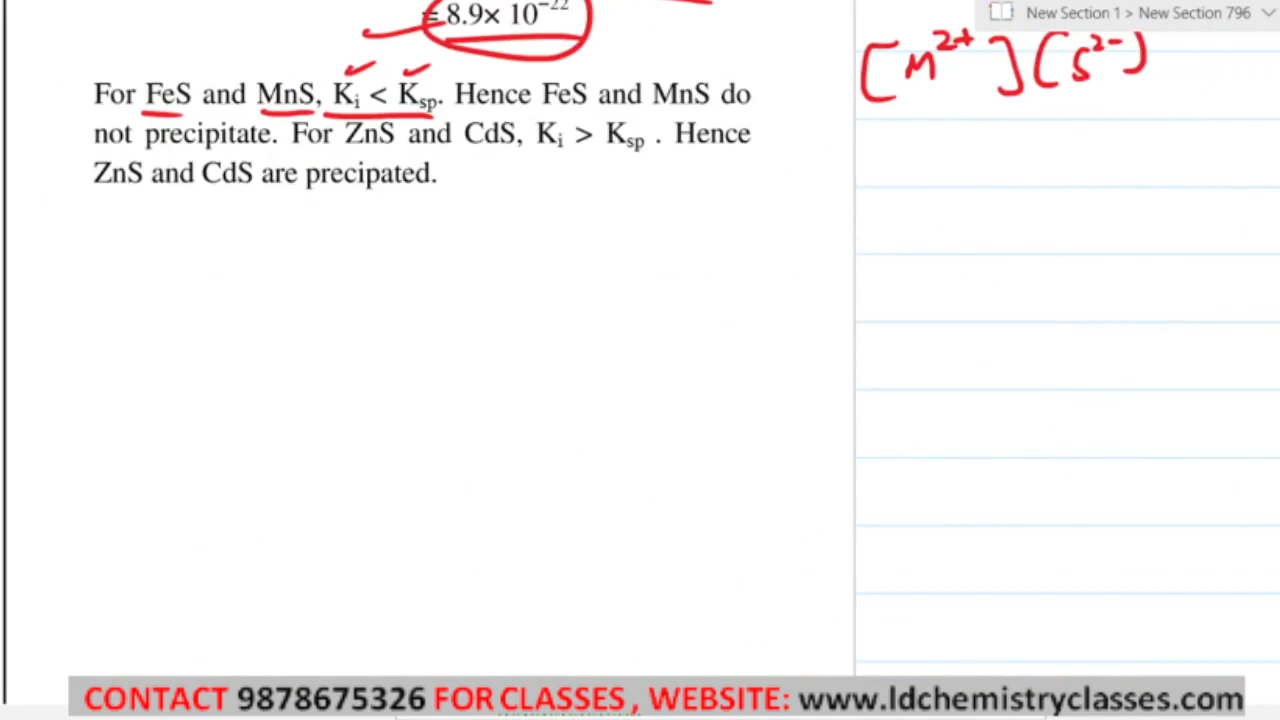 = 8.9× 10⁻²²
New Section 1 > New Section 796
[M²⁺] (S²⁻)
For FeS and MnS, Kᵢ < Kₛₚ. Hence FeS and MnS do
not precipitate. For ZnS and CdS, Kᵢ > Kₛₚ . Hence
ZnS and CdS are precipated.
CONTACT 9878675326 FOR CLASSES , WEBSITE: www.ldchemistryclasses.com